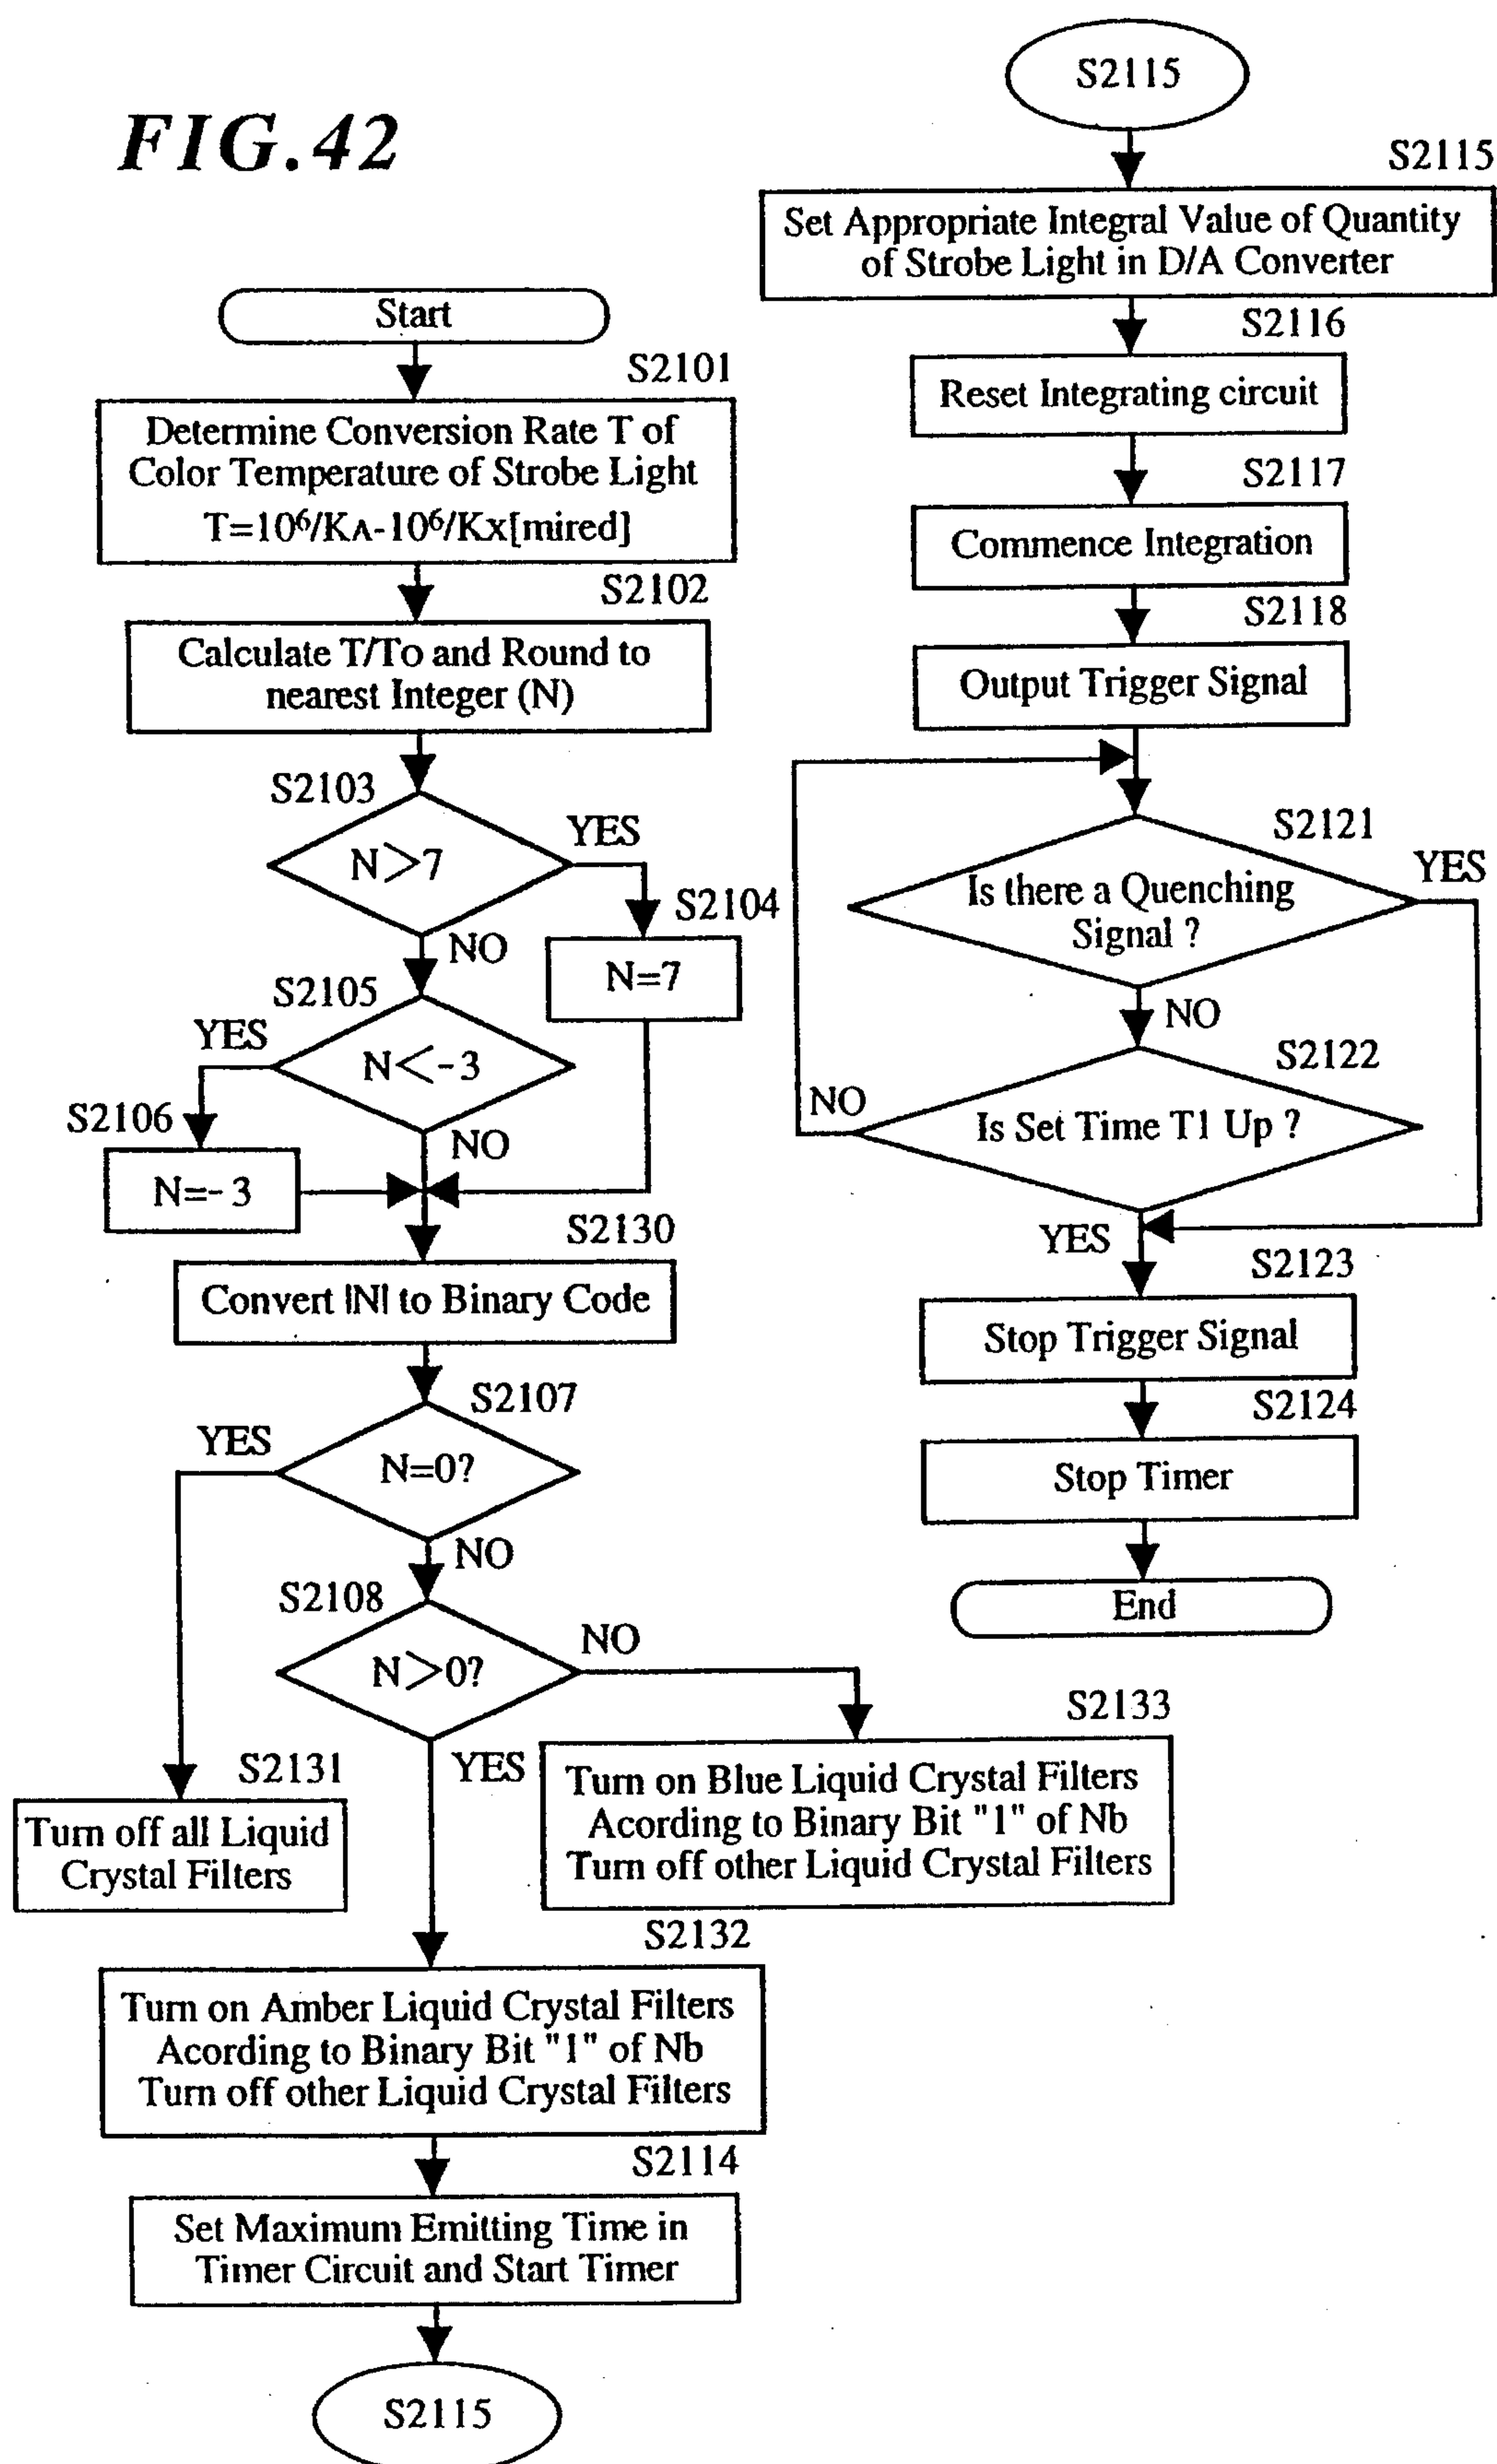 FIG.42
Start
S2101
Determine Conversion Rate T of
Color Temperature of Strobe Light
T=10⁶/KA-10⁶/KX[mired]
S2102
Calculate T/To and Round to
nearest Integer (N)
S2103
N>7
YES
NO
S2104
N=7
S2105
YES
N<-3
NO
S2106
N=-3
S2130
Convert |N| to Binary Code
S2107
YES
N=0?
NO
S2108
N>0?
NO
YES
S2131
Turn off all Liquid
Crystal Filters
S2133
Turn on Blue Liquid Crystal Filters
Acording to Binary Bit "1" of Nb
Turn off other Liquid Crystal Filters
S2132
Turn on Amber Liquid Crystal Filters
Acording to Binary Bit "1" of Nb
Turn off other Liquid Crystal Filters
S2114
Set Maximum Emitting Time in
Timer Circuit and Start Timer
S2115
S2115
S2115
Set Appropriate Integral Value of Quantity
of Strobe Light in D/A Converter
S2116
Reset Integrating circuit
S2117
Commence Integration
S2118
Output Trigger Signal
S2121
YES
Is there a Quenching
Signal ?
NO
S2122
NO
Is Set Time T1 Up ?
YES
S2123
Stop Trigger Signal
S2124
Stop Timer
End